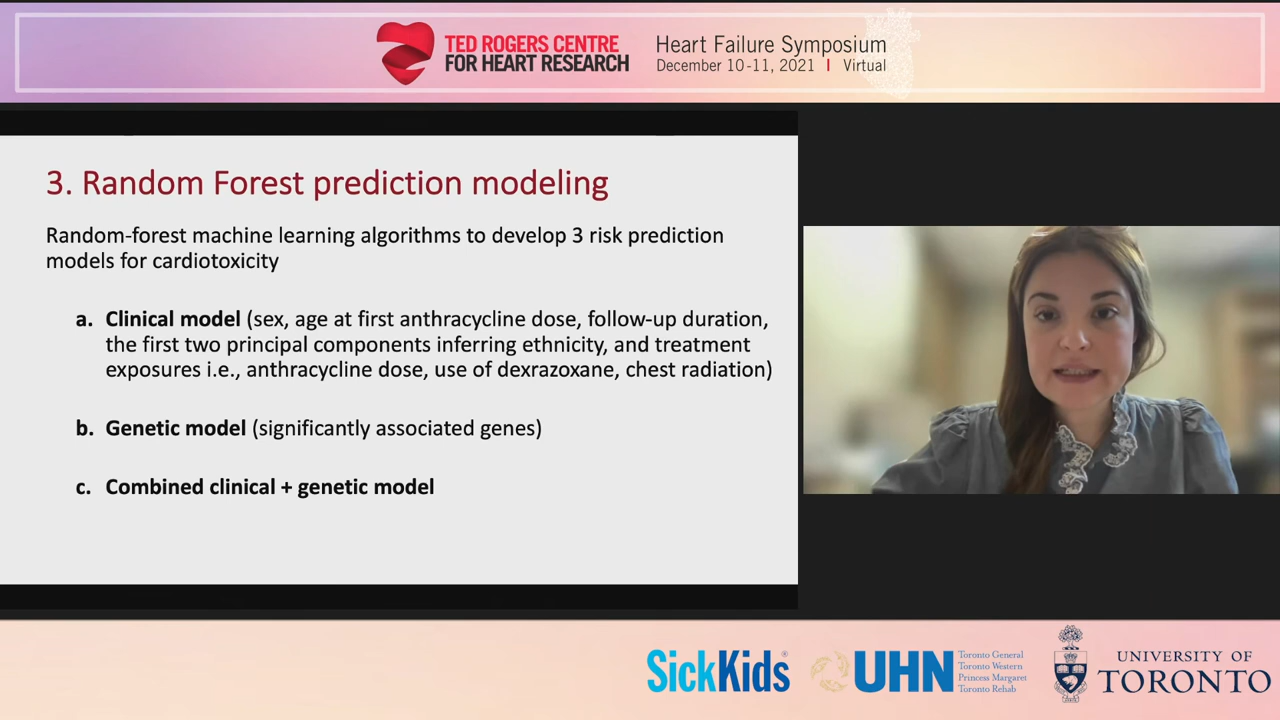 TED ROGERS CENTRE
FOR HEART RESEARCH
Heart Failure Symposium
December 10-11, 2021 | Virtual
3. Random Forest prediction modeling
Random-forest machine learning algorithms to develop 3 risk prediction
models for cardiotoxicity
a. Clinical model (sex, age at first anthracycline dose, follow-up duration,
the first two principal components inferring ethnicity, and treatment
exposures i.e., anthracycline dose, use of dexrazoxane, chest radiation)
b. Genetic model (significantly associated genes)
c. Combined clinical + genetic model
SickKids®
UHN
Toronto General
Toronto Western
Princess Margaret
Toronto Rehab
UNIVERSITY OF
TORONTO